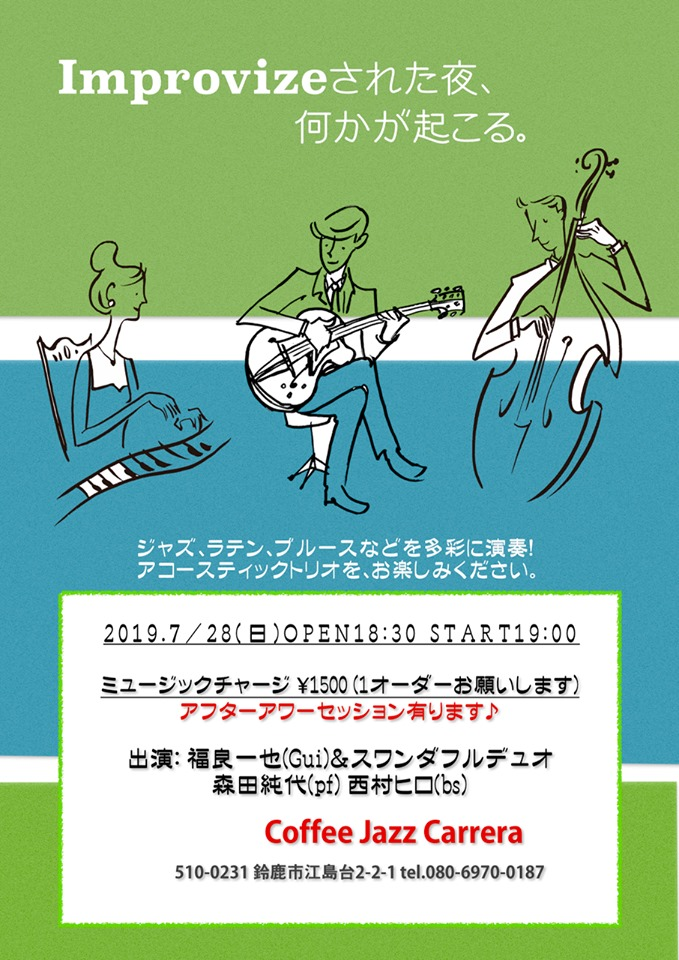 Improvizeされた夜、
何かが起こる。
ジャズ、ラテン、ブルースなどを多彩に演奏!
アコースティックトリオを、お楽しみください。
2019.7/28(日)OPEN18:30 START19:00
ミュージックチャージ ¥1500(1オーダーお願いします)
アフターアワーセッション有ります♪
出演: 福良一也(Gui)&スワンダフルデュオ
森田純代(pf) 西村ヒロ(bs)
Coffee Jazz Carrera
510-0231 鈴鹿市江島台2-2-1 tel.080-6970-0187